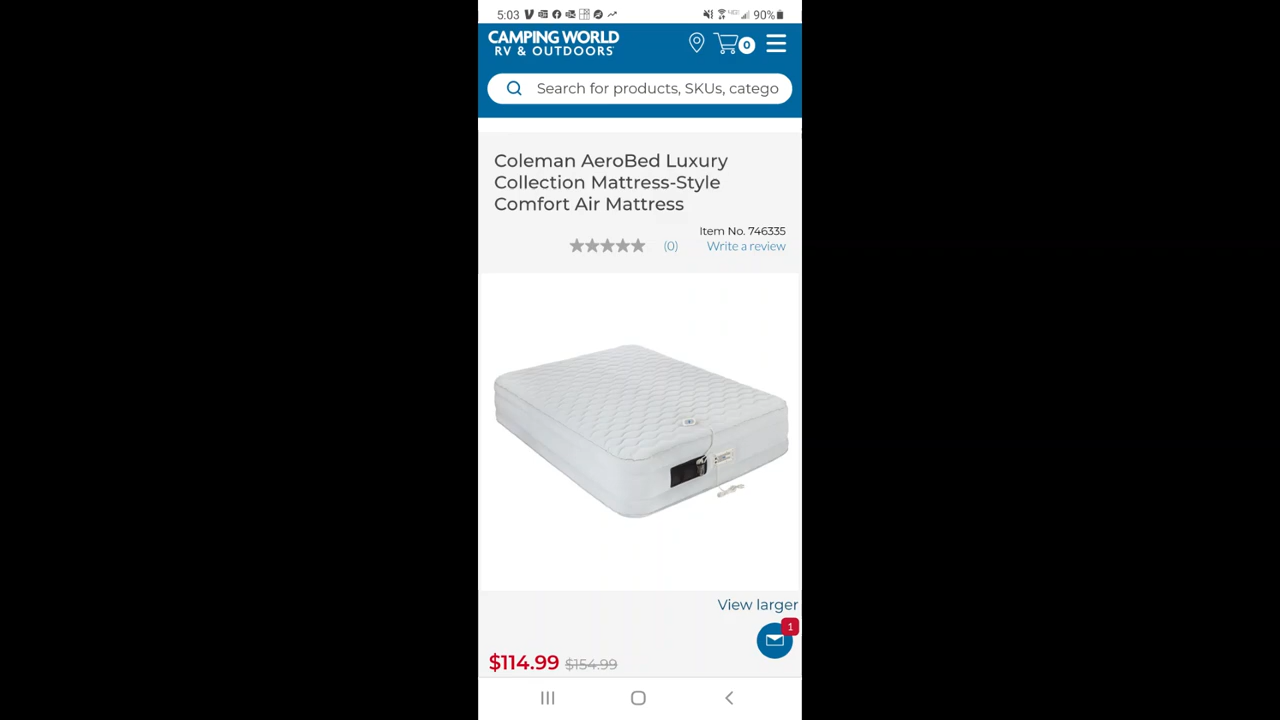 5:03 90%
CAMPING WORLD
RV & OUTDOORS
0
Search for products, SKUs, catego
Coleman AeroBed Luxury
Collection Mattress-Style
Comfort Air Mattress
Item No. 746335
(0) Write a review
View larger
1
$114.99 $154.99